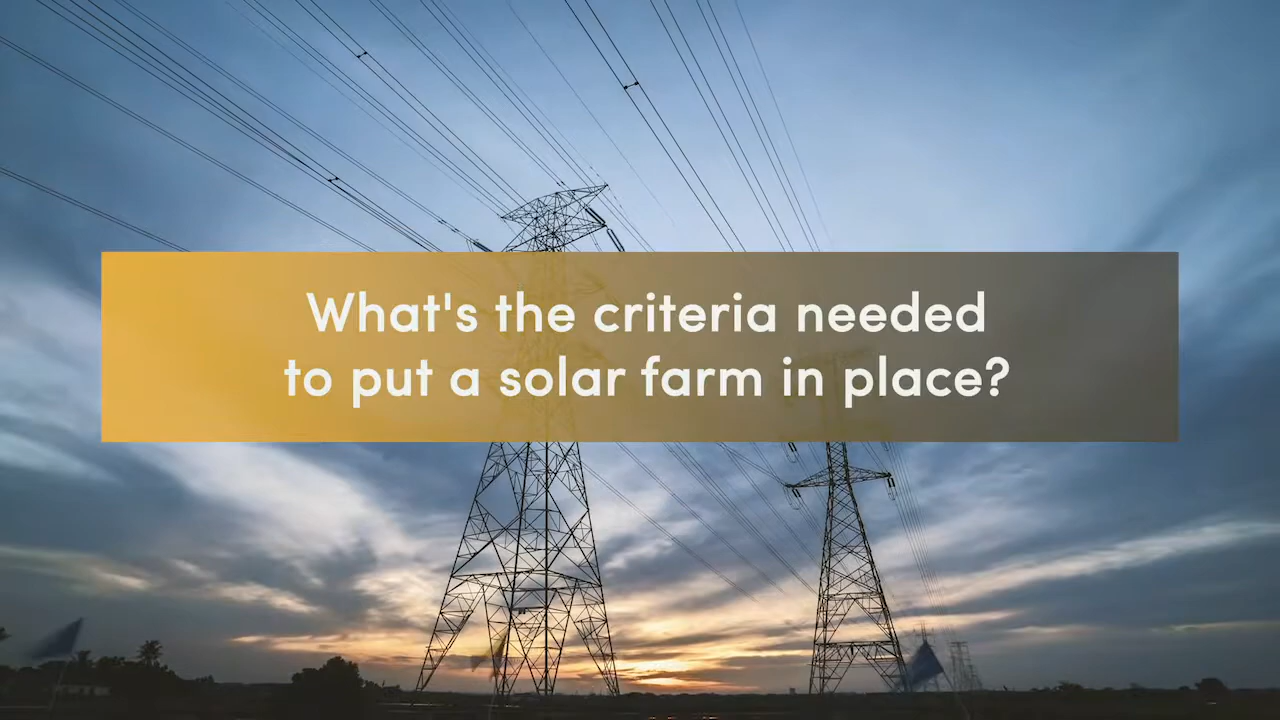 What's the criteria needed
to put a solar farm in place?